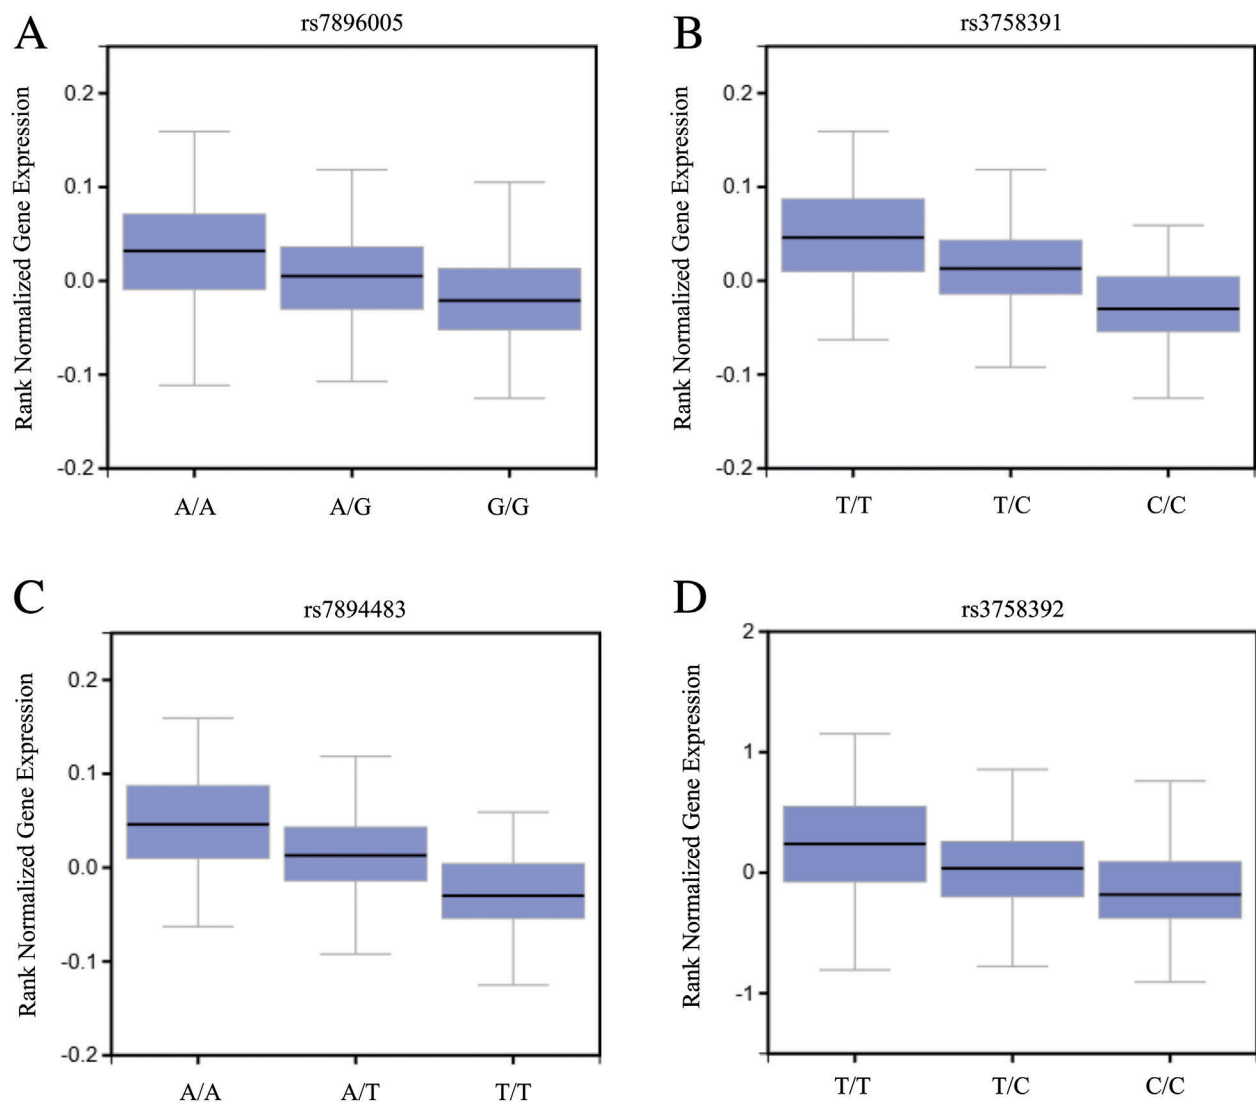 A
rs7896005
Rank Normalized Gene Expression
0.2
0.1
0.0
-0.1
-0.2
A/A A/G G/G
B
rs3758391
Rank Normalized Gene Expression
0.2
0.1
0.0
-0.1
-0.2
T/T T/C C/C
C
rs7894483
Rank Normalized Gene Expression
0.2
0.1
0.0
-0.1
-0.2
A/A A/T T/T
D
rs3758392
Rank Normalized Gene Expression
2
1
0
-1
T/T T/C C/C